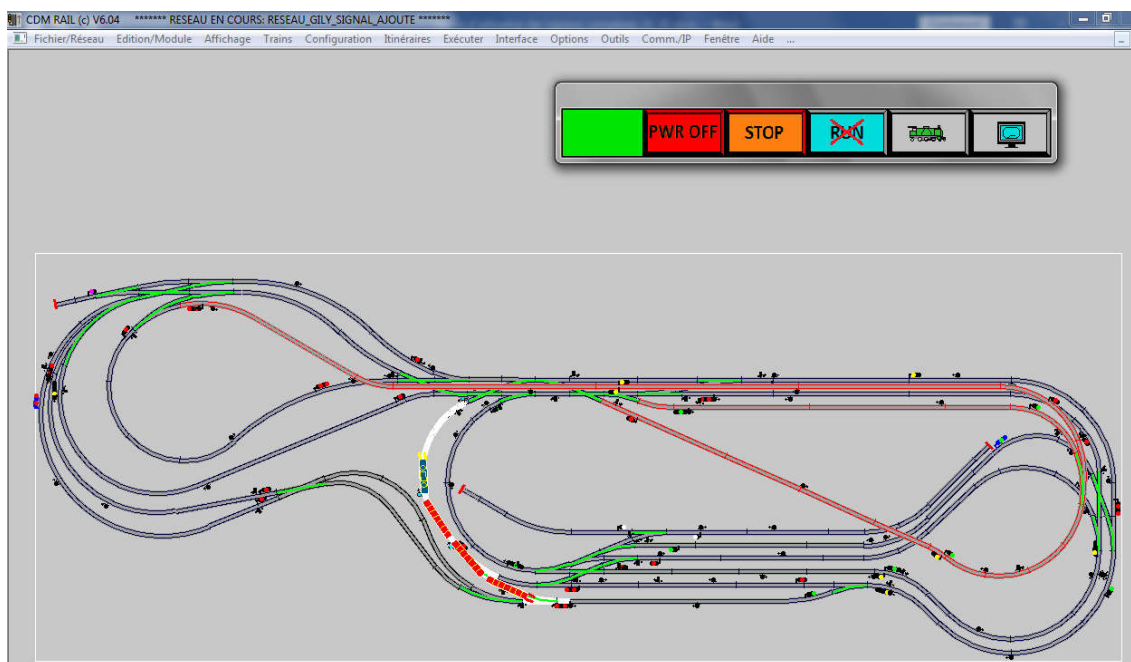 CDM RAIL (c) V6.04 ******* RESEAU EN COURS: RESEAU_GILY_SIGNAL_AJOUTE *******
Fichier/Réseau Edition/Module Affichage Trains Configuration Itinéraires Exécuter Interface Options Outils Comm./IP Fenêtre Aide ...
PWR OFF STOP RUN